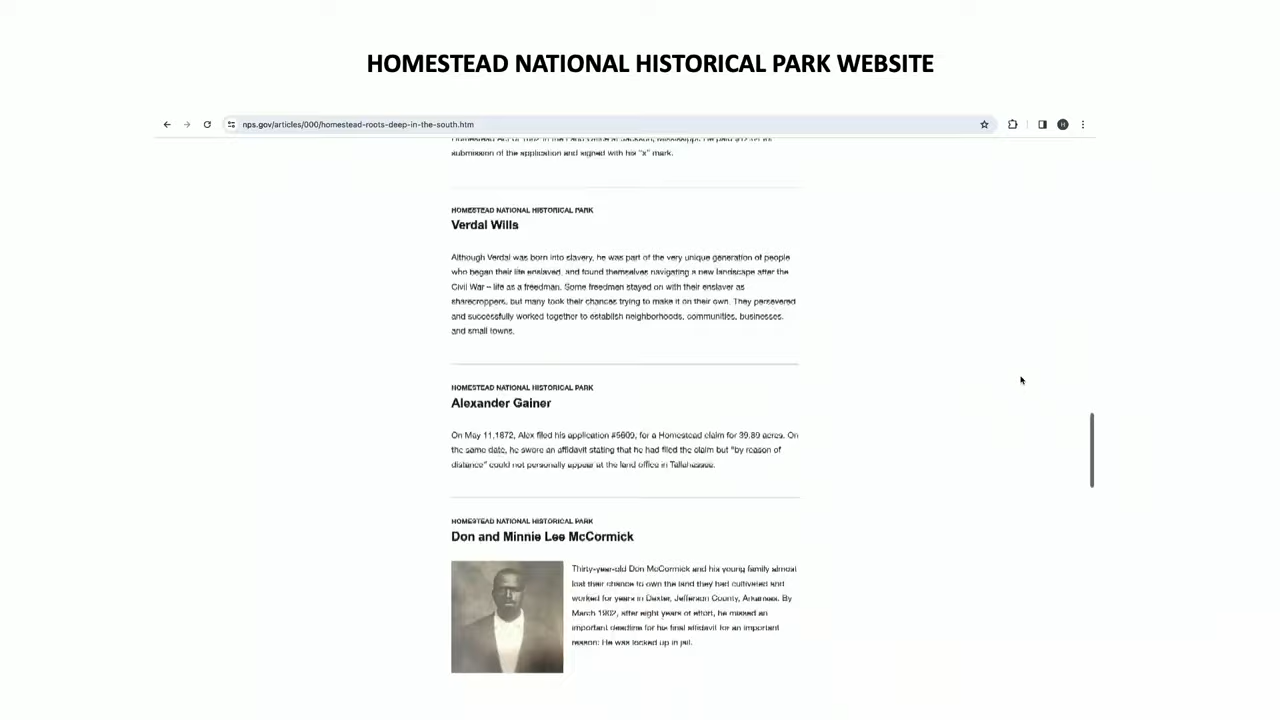 HOMESTEAD NATIONAL HISTORICAL PARK WEBSITE
nps.gov/articles/000/homestead-roots-deep-in-the-south.htm
submission of the application and signed with his "x" mark.
HOMESTEAD NATIONAL HISTORICAL PARK
Verdal Wills
Although Verdal was born into slavery, he was part of the very unique generation of people
who began their life enslaved, and found themselves navigating a new landscape after the
Civil War – life as a freedman. Some freedmen stayed on with their enslaver as
sharecroppers, but many took their chances trying to make it on their own. They persevered
and successfully worked together to establish neighborhoods, communities, businesses,
and small towns.
HOMESTEAD NATIONAL HISTORICAL PARK
Alexander Gainer
On May 11,1872, Alex filed his application #5609, for a Homestead claim for 39.89 acres. On
the same date, he swore an affidavit stating that he had filed the claim but "by reason of
distance" could not personally appear at the land office in Tallahassee.
HOMESTEAD NATIONAL HISTORICAL PARK
Don and Minnie Lee McCormick
Thirty-year-old Don McCormick and his young family almost
lost their chance to own the land they had cultivated and
worked for years in Dexter, Jefferson County, Arkansas. By
March 1902, after eight years of effort, he missed an
important deadline for his final affidavit for an important
reason: He was locked up in jail.